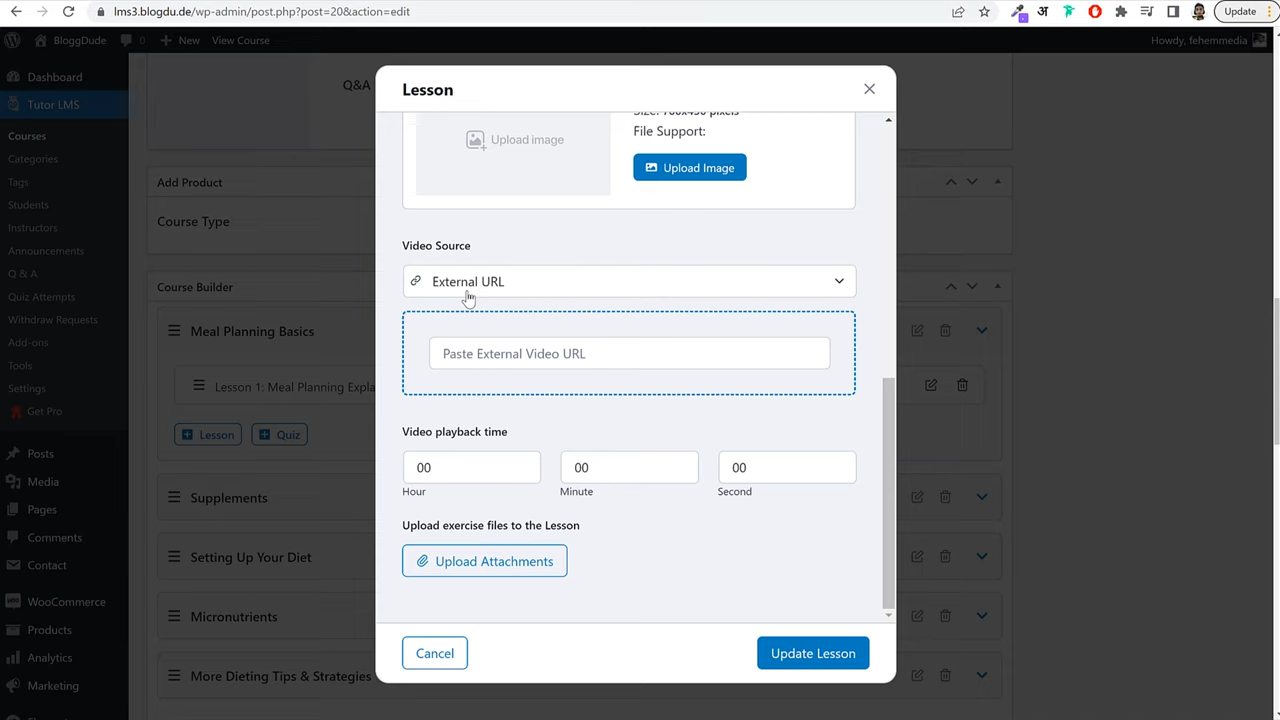 lms3.blogdu.de/wp-admin/post.php?post=20&action=edit
अ
Update
BloggDude
0
New
View Course
Howdy, fehemmedia
Dashboard
Tutor LMS
Courses
Categories
Tags
Students
Instructors
Announcements
Q & A
Quiz Attempts
Withdraw Requests
Add-ons
Tools
Settings
Get Pro
Posts
Media
Pages
Comments
Contact
WooCommerce
Products
Analytics
Marketing
Q&A
Add Product
Course Type
Course Builder
Meal Planning Basics
Lesson 1: Meal Planning Expla
Lesson
Quiz
Supplements
Setting Up Your Diet
Micronutrients
More Dieting Tips & Strategies
Lesson
Size: 700x430 pixels
Upload image
File Support:
Upload Image
Video Source
External URL
Paste External Video URL
Video playback time
00
00
00
Hour
Minute
Second
Upload exercise files to the Lesson
Upload Attachments
Cancel
Update Lesson